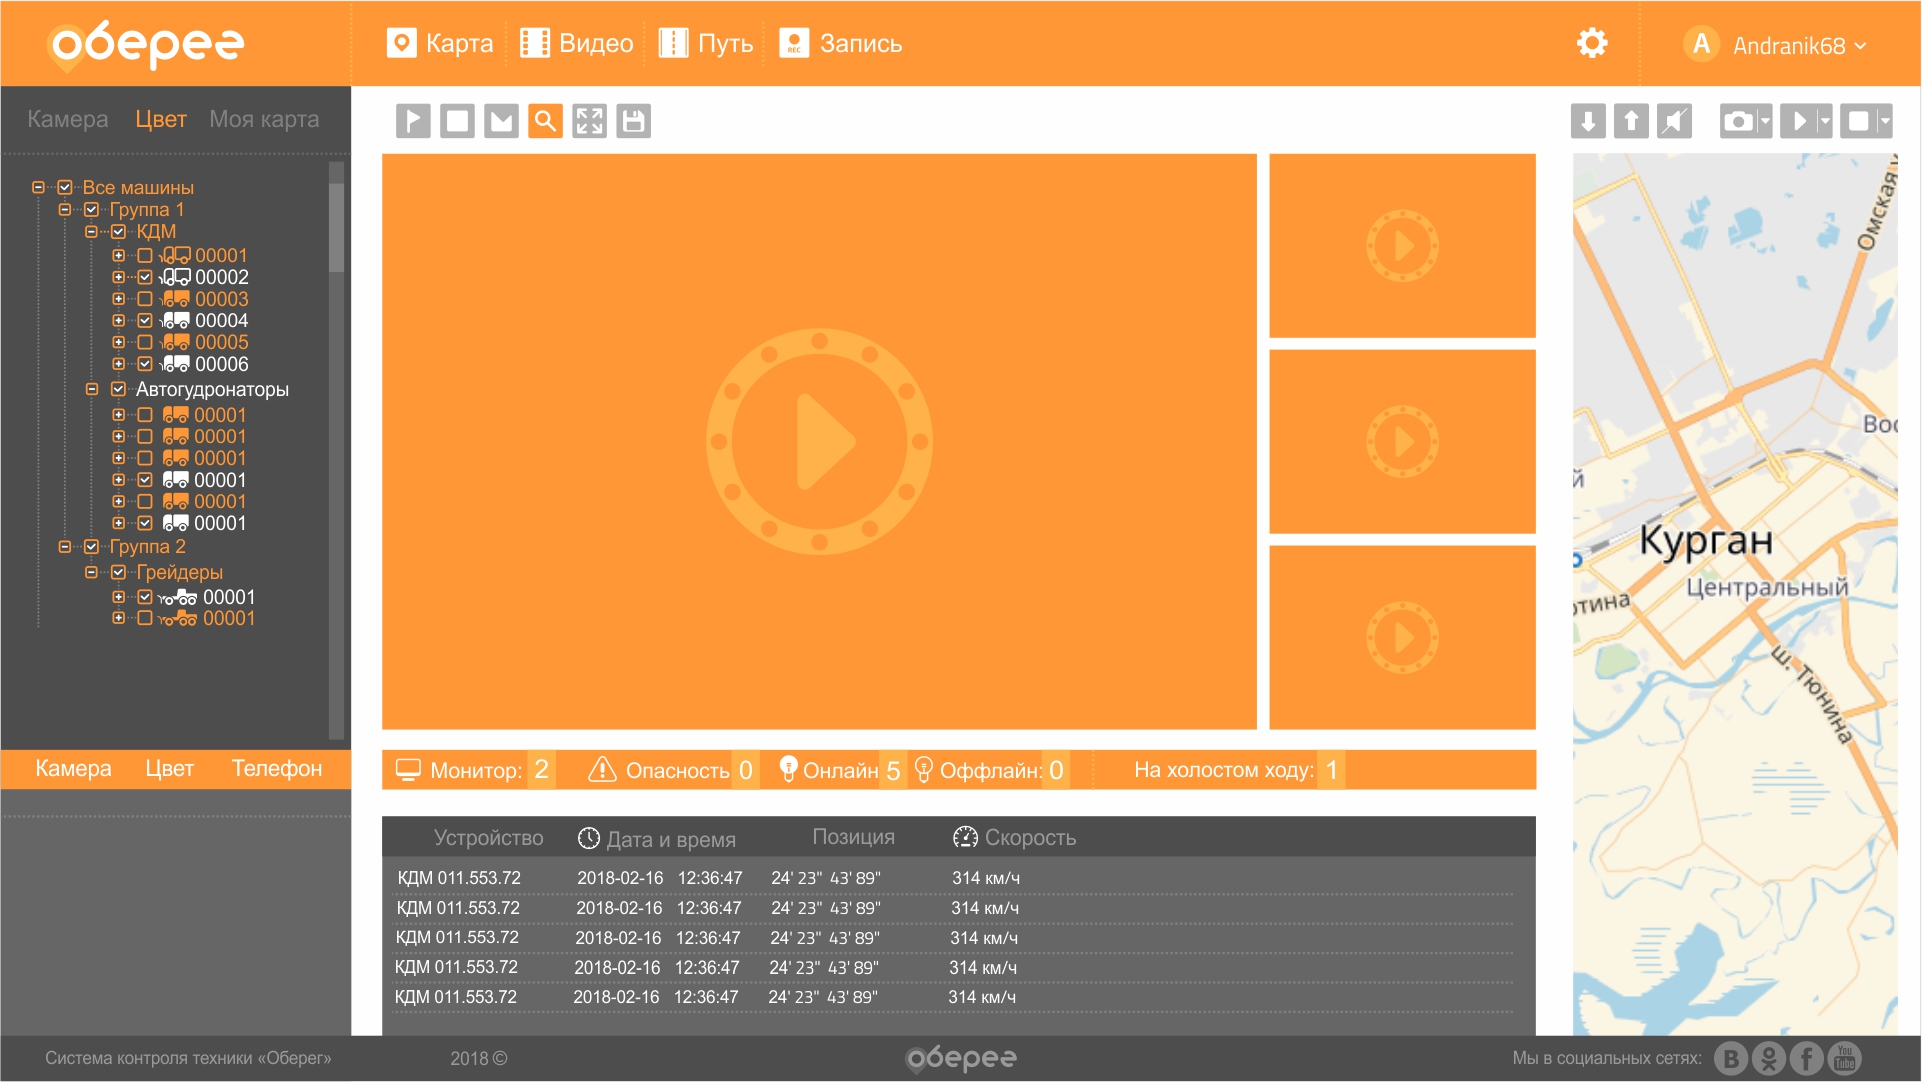 оберег
Карта Видео Путь REC Запись
A Andranik68
Камера Цвет Моя карта
Все машины
Группа 1
КДМ
00001
00002
00003
00004
00005
00006
Автогудронаторы
00001
00001
00001
00001
00001
00001
Группа 2
Грейдеры
00001
00001
Камера Цвет Телефон
Омская
Вос
й
Курган
Центральный
ртина
ш. Тюнина
Монитор: 2 Опасность 0 Онлайн 5 Оффлайн: 0 На холостом ходу: 1
Устройство Дата и время Позиция Скорость
КДМ 011.553.72 2018-02-16 12:36:47 24' 23" 43' 89" 314 км/ч
КДМ 011.553.72 2018-02-16 12:36:47 24' 23" 43' 89" 314 км/ч
КДМ 011.553.72 2018-02-16 12:36:47 24' 23" 43' 89" 314 км/ч
КДМ 011.553.72 2018-02-16 12:36:47 24' 23" 43' 89" 314 км/ч
КДМ 011.553.72 2018-02-16 12:36:47 24' 23" 43' 89" 314 км/ч
Система контроля техники «Оберег» 2018 © оберег Мы в социальных сетях: В f You Tube